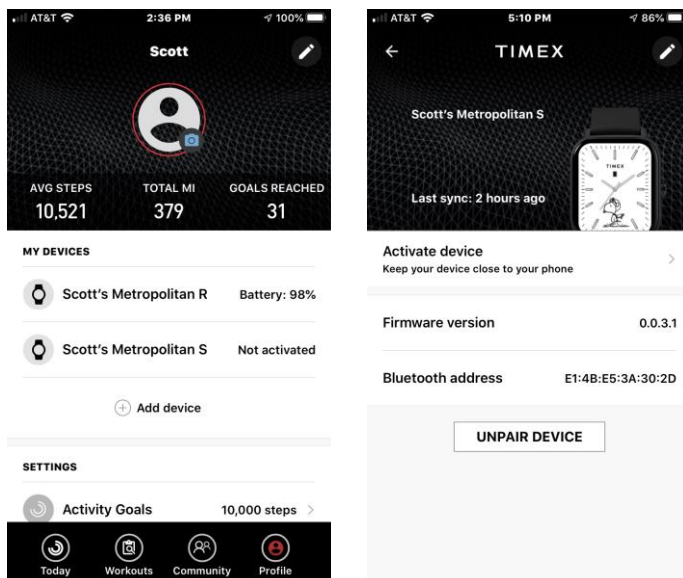 AT&T 2:36 PM 100%
Scott
AVG STEPS TOTAL MI GOALS REACHED
10,521 379 31
MY DEVICES
Scott's Metropolitan R Battery: 98%
Scott's Metropolitan S Not activated
Add device
SETTINGS
Activity Goals 10,000 steps
Today Workouts Community Profile
AT&T 5:10 PM 86%
TIMEX
Scott's Metropolitan S
TIMEX
Last sync: 2 hours ago
Activate device
Keep your device close to your phone
Firmware version 0.0.3.1
Bluetooth address E1:4B:E5:3A:30:2D
UNPAIR DEVICE